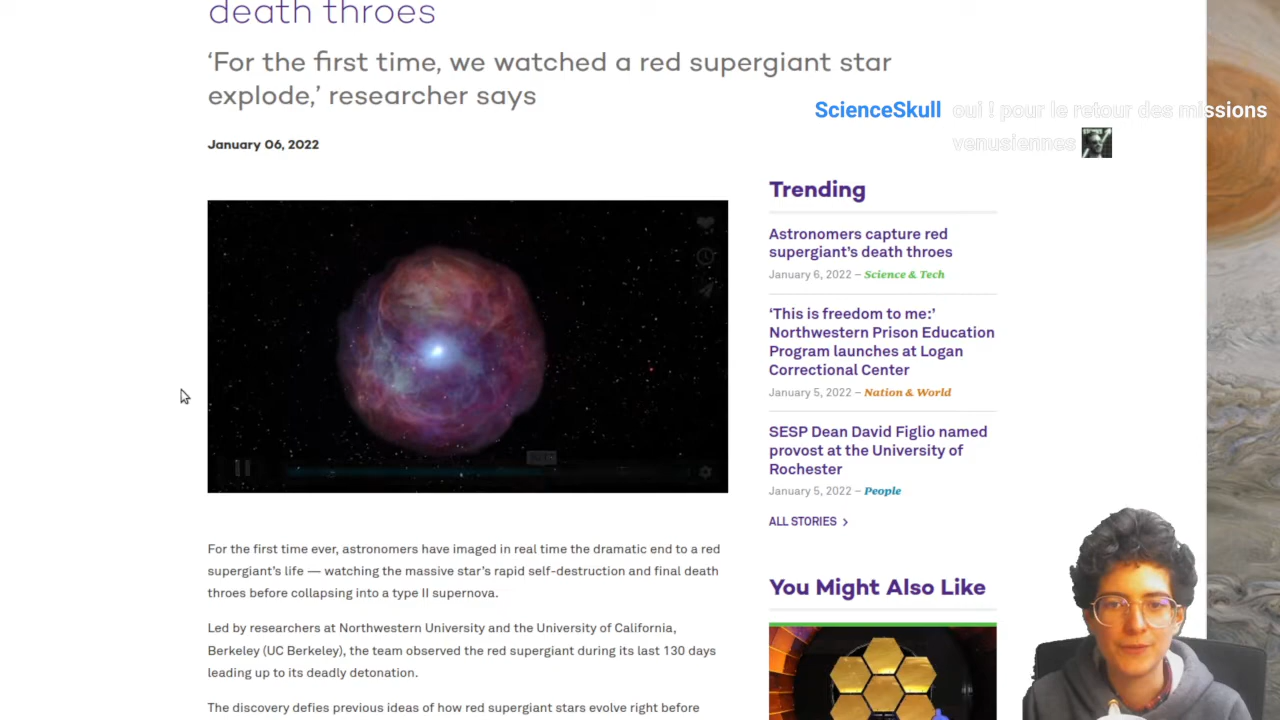 death throes
‘For the first time, we watched a red supergiant star
explode,’ researcher says
ScienceSkull oui ! pour le retour des missions
venusiennes
January 06, 2022
Trending
Astronomers capture red
supergiant’s death throes
January 6, 2022 – Science & Tech
‘This is freedom to me:’
Northwestern Prison Education
Program launches at Logan
Correctional Center
January 5, 2022 – Nation & World
SESP Dean David Figlio named
provost at the University of
Rochester
January 5, 2022 – People
ALL STORIES
For the first time ever, astronomers have imaged in real time the dramatic end to a red
supergiant’s life — watching the massive star’s rapid self-destruction and final death
throes before collapsing into a type II supernova.
Led by researchers at Northwestern University and the University of California,
Berkeley (UC Berkeley), the team observed the red supergiant during its last 130 days
leading up to its deadly detonation.
The discovery defies previous ideas of how red supergiant stars evolve right before
You Might Also Like